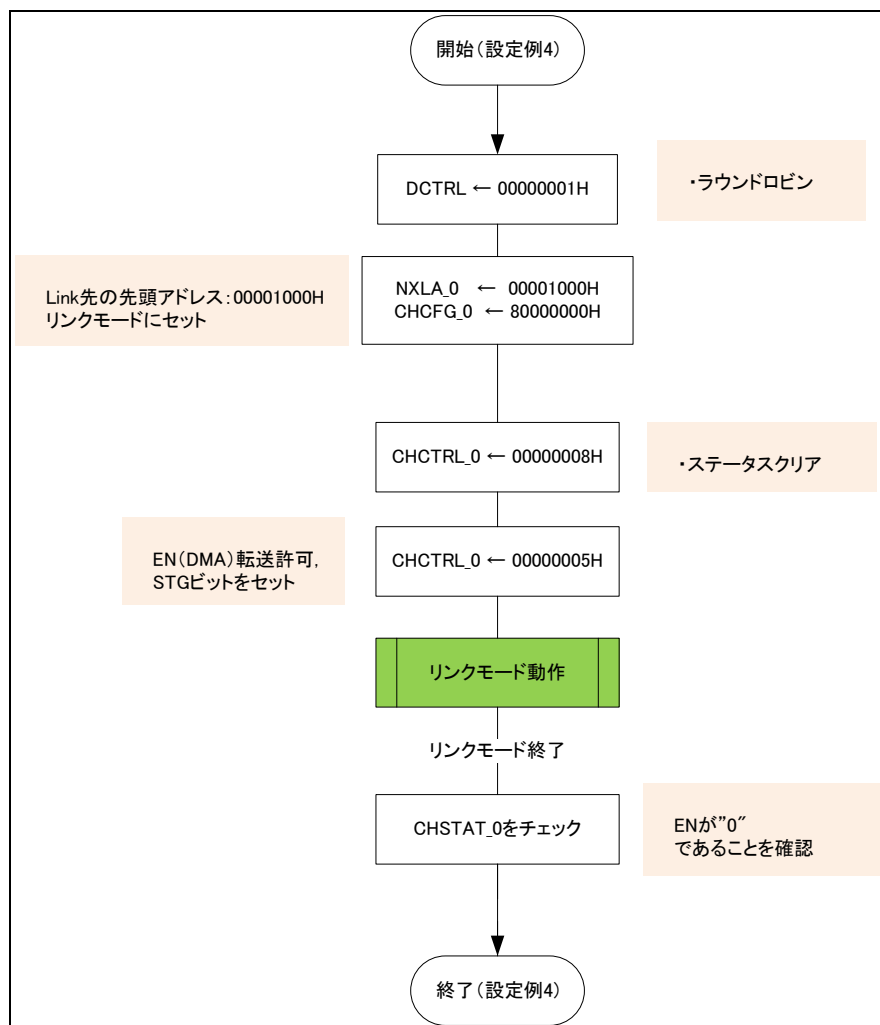 開始(設定例4)
DCTRL ← 00000001H
・ラウンドロビン
Link先の先頭アドレス:00001000H
リンクモードにセット
NXLA_0 ← 00001000H
CHCFG_0 ← 80000000H
CHCTRL_0 ← 00000008H
・ステータスクリア
EN(DMA)転送許可,
STGビットをセット
CHCTRL_0 ← 00000005H
リンクモード動作
リンクモード終了
CHSTAT_0をチェック
ENが”0”
であることを確認
終了(設定例4)